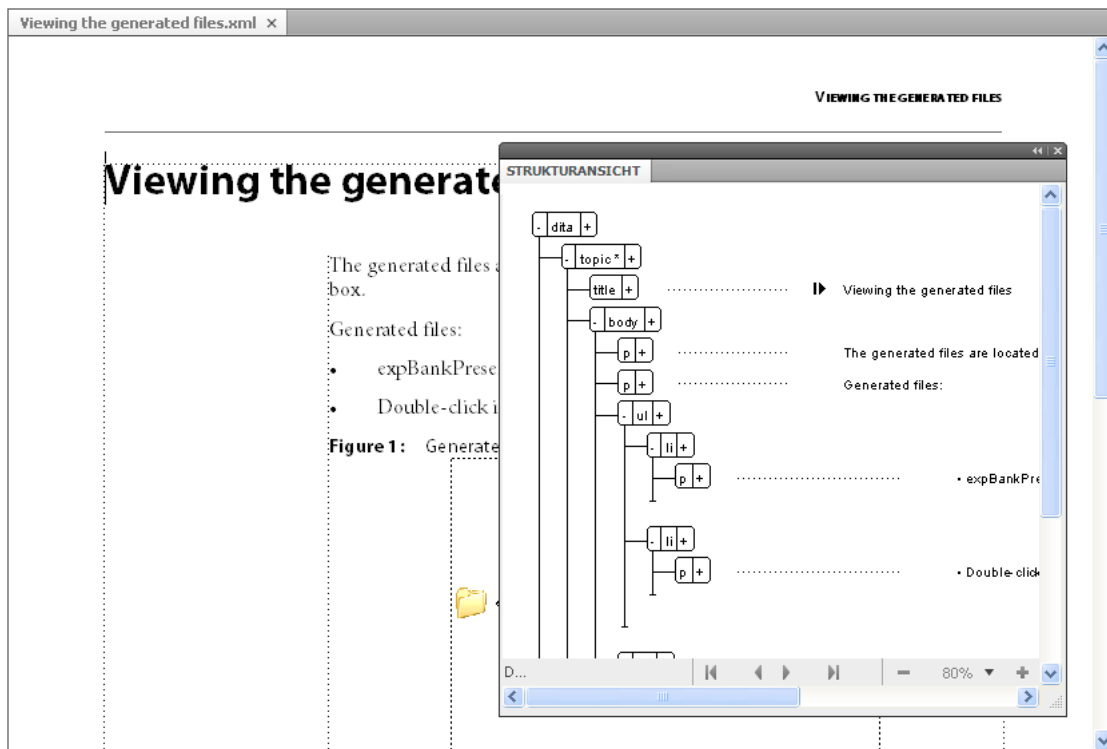 Viewing the generated files.xml ×
VIEWING THE GENERATED FILES
Viewing the generate
The generated files a
box.
Generated files:
• expBankPrese
• Double-click i
Figure 1: Generate
STRUKTURANSICHT
- dita +
- topic* +
title + Viewing the generated files
- body +
p + The generated files are located
p + Generated files:
- ul +
- li +
p + • expBankPre
- li +
p + • Double-click
D... 80%